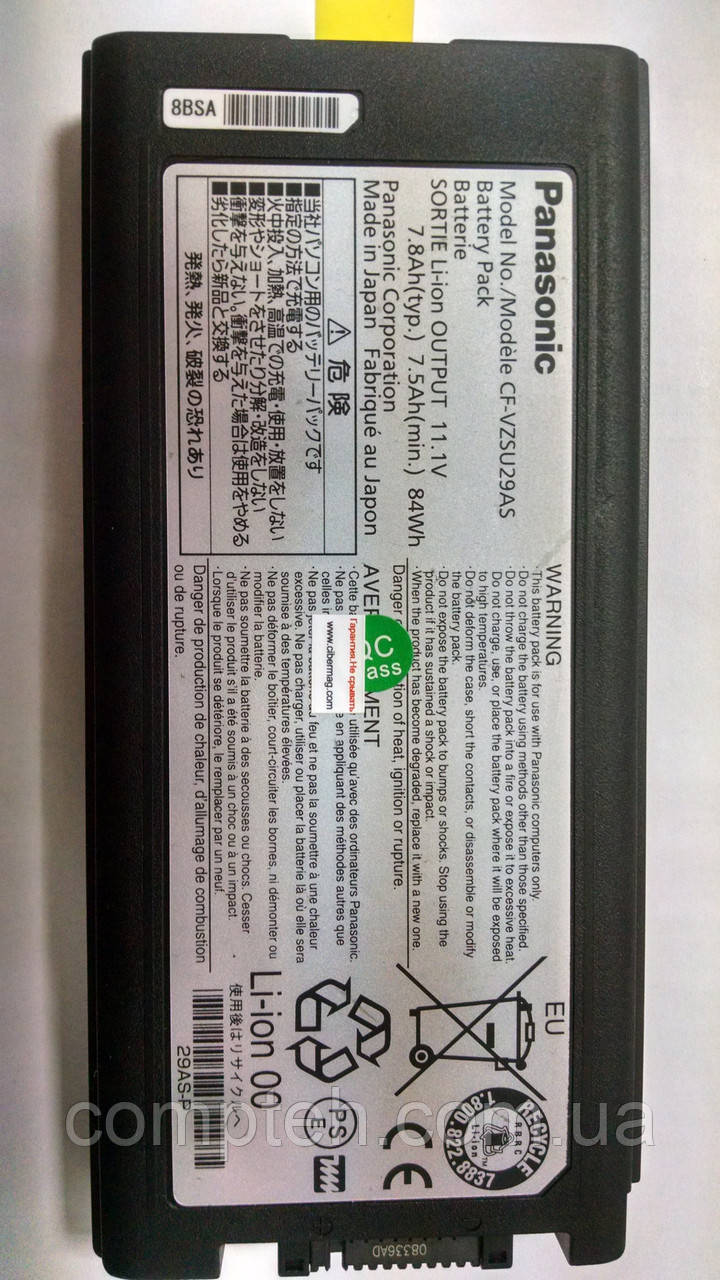 8BSA
Panasonic
Model No./Modèle CF-VZSU29AS
Battery Pack
Batterie
SORTIE Li-ion OUTPUT 11.1V
7.8Ah(typ.) 7.5Ah(min.) 84Wh
Panasonic Corporation
Made in Japan Fabriqué au Japon
危険
■当社パソコン用のバッテリーパックです
■指定の方法で充電する
■火中投入、加熱、高温での充電・使用・放置をしない
■変形やショートをさせたり分解・改造をしない
■衝撃を与えない。衝撃を与えた場合は使用をやめる
■劣化したら新品と交換する
発熱、発火、破裂の恐れあり
WARNING
·This battery pack is for use with Panasonic computers only.
·Do not charge the battery using methods other than those specified.
·Do not throw the battery pack into a fire or expose it to excessive heat.
Do not charge, use, or place the battery pack where it will be exposed
to high temperatures.
·Do not deform the case, short the contacts, or disassemble or modify
the battery pack.
·Do not expose the battery pack to bumps or shocks. Stop using the
product if it has sustained a shock or impact.
·When the product has become degraded, replace it with a new one.
Danger of heat, ignition or rupture.
QC
Гарантия.Не срывать
www.cibermag.com
utilisée qu'avec des ordinateurs Panasonic.
en appliquant des méthodes autres que
feu et ne pas la soumettre à une chaleur
excessive. Ne pas charger, utiliser ou placer la batterie là où elle sera
soumise à des températures élevées.
·Ne pas déformer le boîtier, court-circuiter les bornes, ni démonter ou
modifier la batterie.
·Ne pas soumettre la batterie à des secousses ou chocs. Cesser
d'utiliser le produit s'il a été soumis à un choc ou à un impact.
·Lorsque le produit se détériore, le remplacer par un neuf.
Danger de production de chaleur, d'allumage de combustion
ou de rupture.
EU
RECYCLE
R.B.R.C
Li-ion
1.800.822.8837
Li-ion 00
使用後はリサイクルへ
29AS-P
PS
E
CE
08336AD
compteh.com.ua